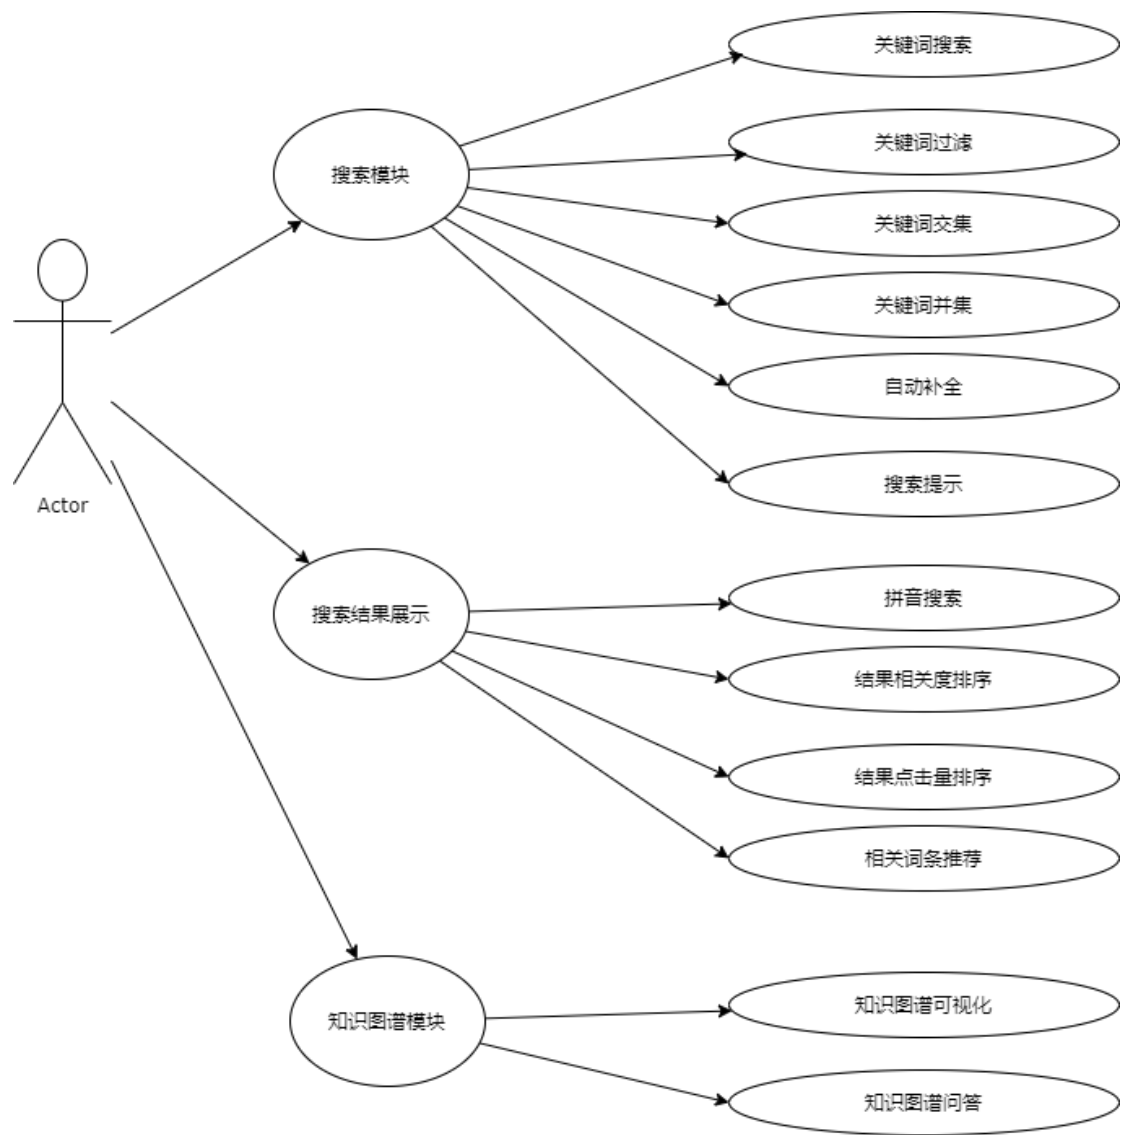 关键词搜索
关键词过滤
搜索模块
关键词交集
关键词并集
自动补全
搜索提示
Actor
拼音搜索
搜索结果展示
结果相关度排序
结果点击量排序
相关词条推荐
知识图谱可视化
知识图谱模块
知识图谱问答